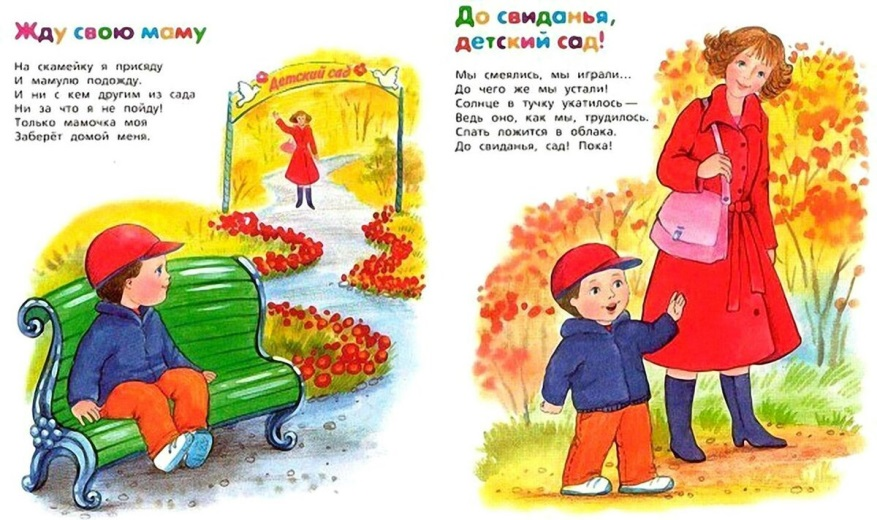 Жду свою маму
На скамейку я присяду
И мамулю подожду.
И ни с кем другим из сада
Ни за что я не пойду!
Только мамочка моя
Заберёт домой меня.
Детский сад
До свиданья,
детский сад!
Мы смеялись, мы играли...
До чего же мы устали!
Солнце в тучку укатилось —
Ведь оно, как мы, трудилось.
Спать ложится в облака.
До свиданья, сад! Пока!